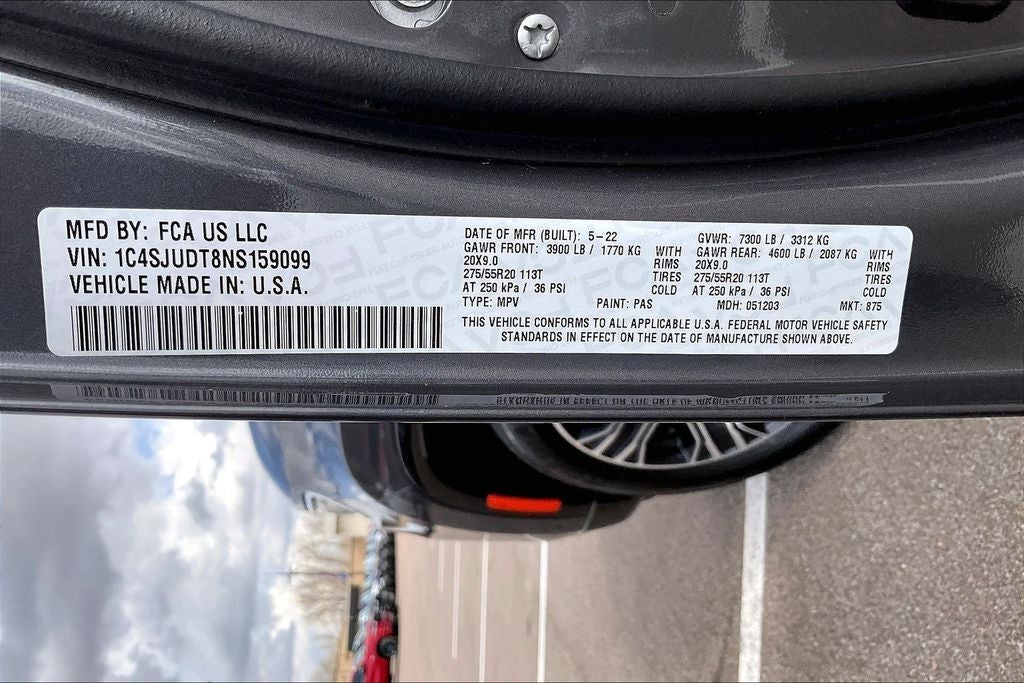 MFD BY: FCA US LLC
VIN: 1C4SJUDT8NS159099
VEHICLE MADE IN: U.S.A.
DATE OF MFR (BUILT): 5-22 GVWR: 7300 LB / 3312 KG
GAWR FRONT: 3900 LB / 1770 KG WITH GAWR REAR: 4600 LB / 2087 KG WITH
20X9.0 RIMS 20X9.0 RIMS
275/55R20 113T TIRES 275/55R20 113T TIRES
AT 250 kPa / 36 PSI COLD AT 250 kPa / 36 PSI COLD
TYPE: MPV PAINT: PAS MDH: 051203 MKT: 875
THIS VEHICLE CONFORMS TO ALL APPLICABLE U.S.A. FEDERAL MOTOR VEHICLE SAFETY
STANDARDS IN EFFECT ON THE DATE OF MANUFACTURE SHOWN ABOVE.